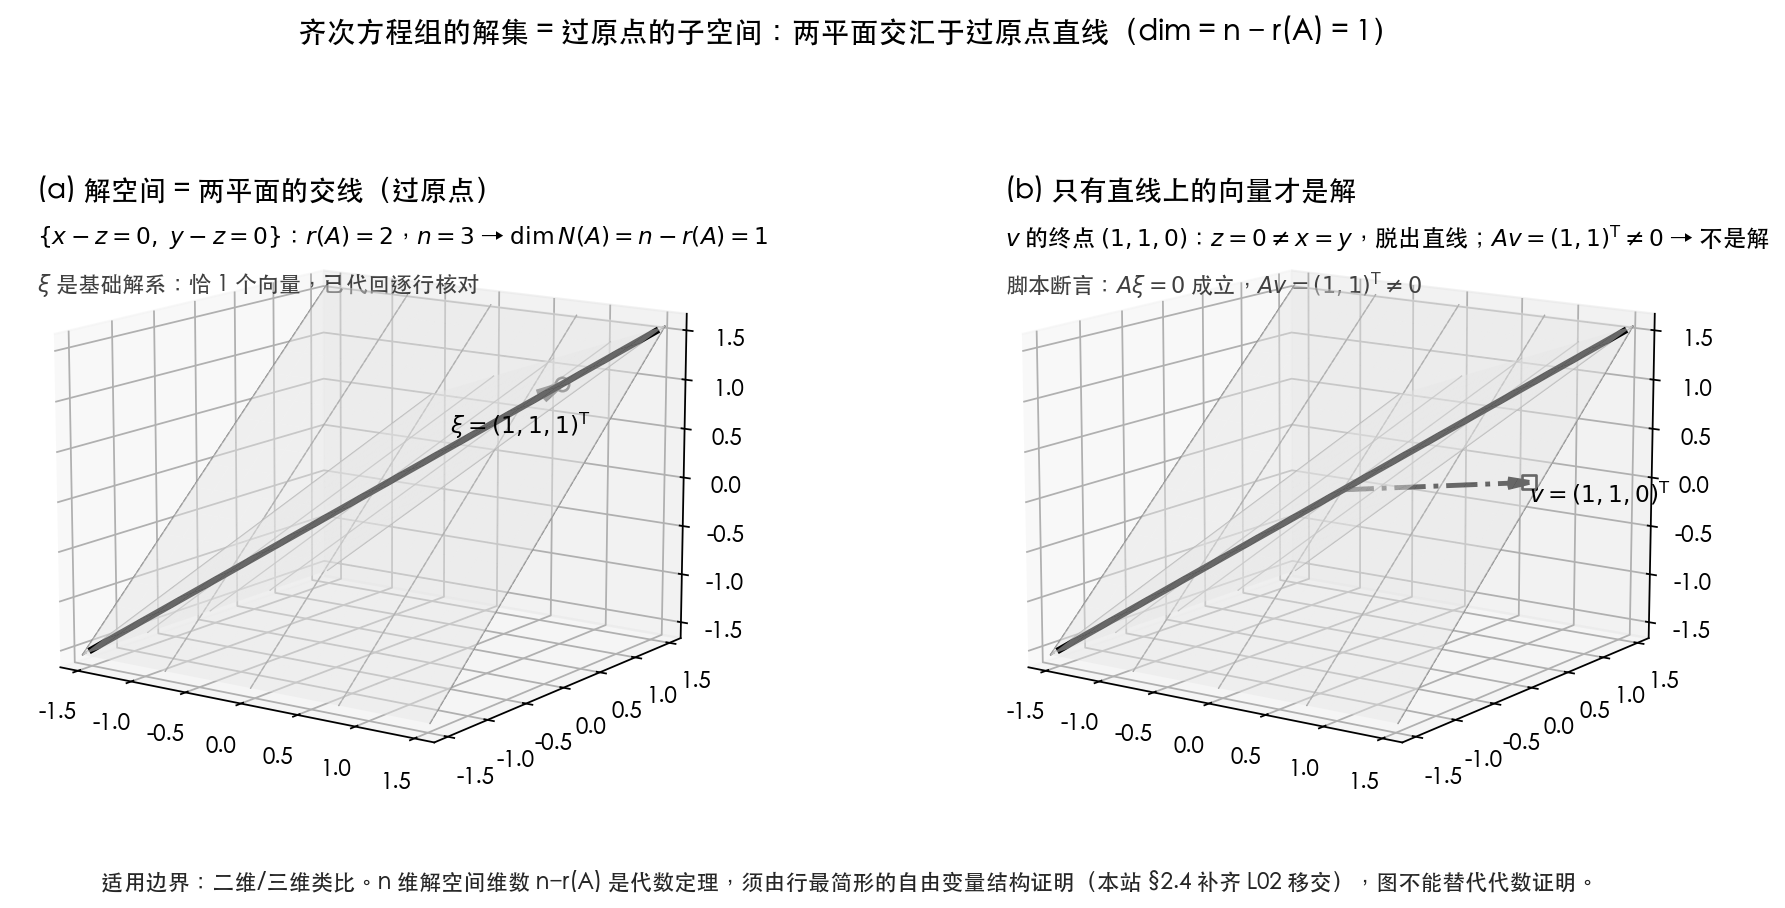 齐次方程组的解集 = 过原点的子空间：两平面交汇于过原点直线（dim = n − r(A) = 1）
(a) 解空间 = 两平面的交线（过原点）
{x − z = 0, y − z = 0}：r(A) = 2，n = 3 → dim N(A) = n − r(A) = 1
ξ 是基础解系：恰 1 个向量，已代回逐行核对
ξ = (1, 1, 1)ᵀ
1.5
1.0
0.5
0.0
-0.5
-1.0
-1.5
-1.5 -1.0 -0.5 0.0 0.5 1.0 1.5
-1.5 -1.0 -0.5 0.0 0.5 1.0 1.5
(b) 只有直线上的向量才是解
v 的终点 (1, 1, 0)：z = 0 ≠ x = y，脱出直线；Av = (1, 1)ᵀ ≠ 0 → 不是解
脚本断言：Aξ = 0 成立，Av = (1, 1)ᵀ ≠ 0
v = (1, 1, 0)ᵀ
1.5
1.0
0.5
0.0
-0.5
-1.0
-1.5
-1.5 -1.0 -0.5 0.0 0.5 1.0 1.5
-1.5 -1.0 -0.5 0.0 0.5 1.0 1.5
适用边界：二维/三维类比。n 维解空间维数 n−r(A) 是代数定理，须由行最简形的自由变量结构证明（本站 §2.4 补齐 L02 移交），图不能替代代数证明。